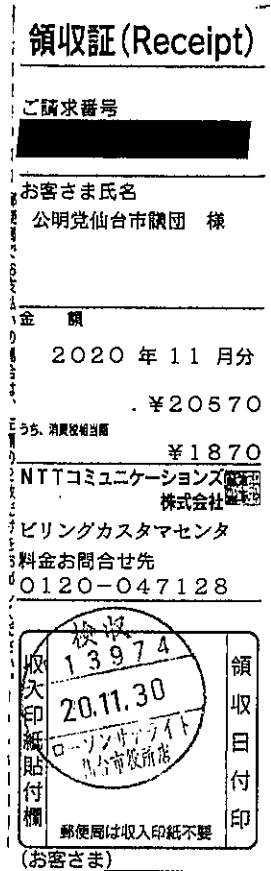 領収証(Receipt)
ご請求番号
お客さま氏名
公明党仙台市議団 様
金 額
2020 年 11 月分
¥20570
うち、消費税相当額
¥1870
NTTコミュニケーションズ
株式会社
ビリングカスタマセンタ
料金お問合せ先
0120-047128
収入印紙貼付欄
検収
13974
20.11.30
ローソンサテライト
仙台市役所店
領収日付印
郵便局は収入印紙不要
(お客さま)